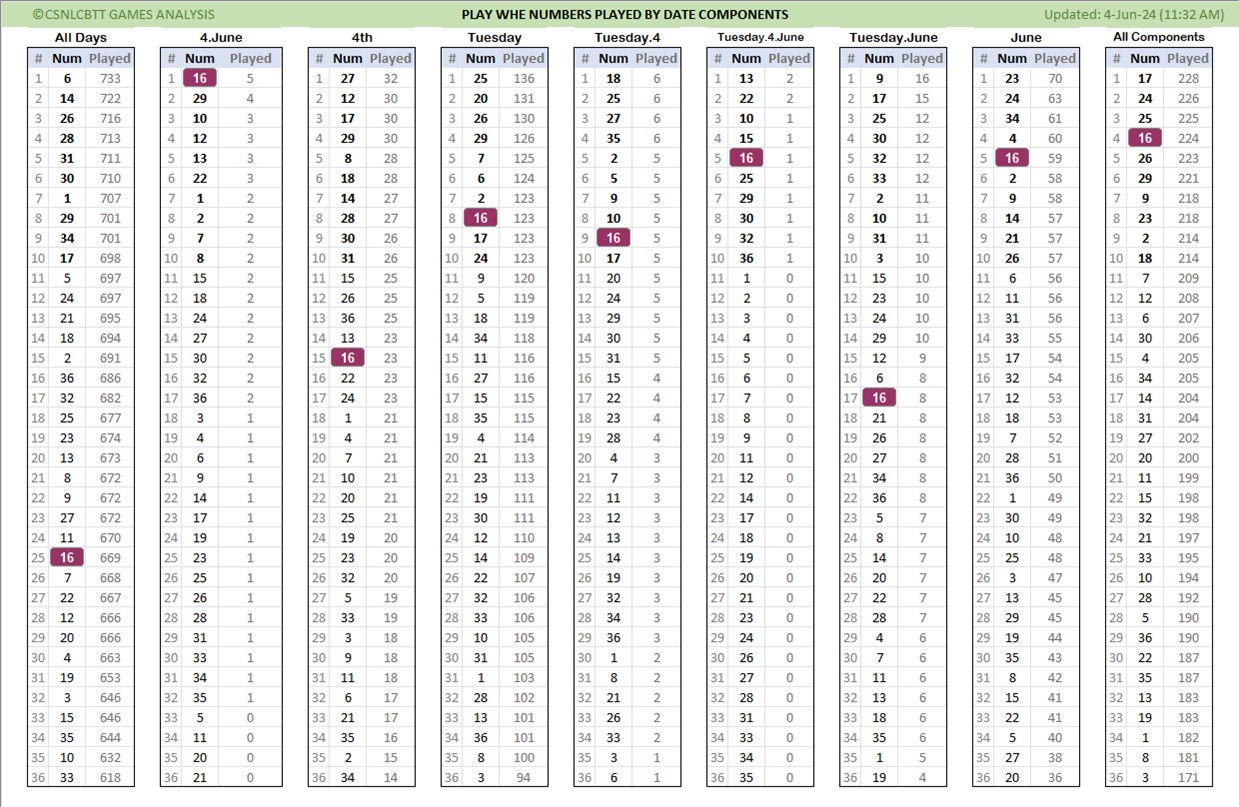 ©CSNLCBTT GAMES ANALYSIS PLAY WHE NUMBERS PLAYED BY DATE COMPONENTS Updated: 4-Jun-24 (11:32 AM)
All Days 4.June 4th Tuesday Tuesday.4 Tuesday.4.June Tuesday.June June All Components
# Num Played # Num Played # Num Played # Num Played # Num Played # Num Played # Num Played # Num Played # Num Played
1 6 733 1 16 5 1 27 32 1 25 136 1 18 6 1 13 2 1 9 16 1 23 70 1 17 228
2 14 722 2 29 4 2 12 30 2 20 131 2 25 6 2 22 2 2 17 15 2 24 63 2 24 226
3 26 716 3 10 3 3 17 30 3 26 130 3 27 6 3 10 1 3 25 12 3 34 61 3 25 225
4 28 713 4 12 3 4 29 30 4 29 126 4 35 6 4 15 1 4 30 12 4 4 60 4 16 224
5 31 711 5 13 3 5 8 28 5 7 125 5 2 5 5 16 1 5 32 12 5 16 59 5 26 223
6 30 710 6 22 3 6 18 28 6 6 124 6 5 5 6 25 1 6 33 12 6 2 58 6 29 221
7 1 707 7 1 2 7 14 27 7 2 123 7 9 5 7 29 1 7 2 11 7 9 58 7 9 218
8 29 701 8 2 2 8 28 27 8 16 123 8 10 5 8 30 1 8 10 11 8 14 57 8 23 218
9 34 701 9 7 2 9 30 26 9 17 123 9 16 5 9 32 1 9 31 11 9 21 57 9 2 214
10 17 698 10 8 2 10 31 26 10 24 123 10 17 5 10 36 1 10 3 10 10 26 57 10 18 214
11 5 697 11 15 2 11 15 25 11 9 120 11 20 5 11 1 0 11 15 10 11 6 56 11 7 209
12 24 697 12 18 2 12 26 25 12 5 119 12 24 5 12 2 0 12 23 10 12 11 56 12 12 208
13 21 695 13 24 2 13 36 25 13 18 119 13 29 5 13 3 0 13 24 10 13 31 56 13 6 207
14 18 694 14 27 2 14 13 23 14 34 118 14 30 5 14 4 0 14 29 10 14 33 55 14 30 206
15 2 691 15 30 2 15 16 23 15 11 116 15 31 5 15 5 0 15 12 9 15 17 54 15 4 205
16 36 686 16 32 2 16 22 23 16 27 116 16 15 4 16 6 0 16 6 8 16 32 54 16 34 205
17 32 682 17 36 2 17 24 23 17 15 115 17 22 4 17 7 0 17 16 8 17 12 53 17 14 204
18 25 677 18 3 1 18 1 21 18 35 115 18 23 4 18 8 0 18 21 8 18 18 53 18 31 204
19 23 674 19 4 1 19 4 21 19 4 114 19 28 4 19 9 0 19 26 8 19 7 52 19 27 202
20 13 673 20 6 1 20 7 21 20 21 113 20 4 3 20 11 0 20 27 8 20 28 51 20 20 200
21 8 672 21 9 1 21 10 21 21 23 113 21 7 3 21 12 0 21 34 8 21 36 50 21 11 199
22 9 672 22 14 1 22 20 21 22 19 111 22 11 3 22 14 0 22 36 8 22 1 49 22 15 198
23 27 672 23 17 1 23 25 21 23 30 111 23 12 3 23 17 0 23 5 7 23 30 49 23 32 198
24 11 670 24 19 1 24 19 20 24 12 110 24 13 3 24 18 0 24 8 7 24 10 48 24 21 197
25 16 669 25 23 1 25 23 20 25 14 109 25 14 3 25 19 0 25 14 7 25 25 48 25 33 195
26 7 668 26 25 1 26 32 20 26 22 107 26 19 3 26 20 0 26 20 7 26 3 47 26 10 194
27 22 667 27 26 1 27 5 19 27 32 106 27 32 3 27 21 0 27 22 7 27 13 45 27 28 192
28 12 666 28 28 1 28 33 19 28 33 106 28 34 3 28 23 0 28 28 7 28 29 45 28 5 190
29 20 666 29 31 1 29 3 18 29 10 105 29 36 3 29 24 0 29 4 6 29 19 44 29 36 190
30 4 663 30 33 1 30 9 18 30 31 105 30 1 2 30 26 0 30 7 6 30 35 43 30 22 187
31 19 653 31 34 1 31 11 18 31 1 103 31 8 2 31 27 0 31 11 6 31 8 42 31 35 187
32 3 646 32 35 1 32 6 17 32 28 102 32 21 2 32 28 0 32 13 6 32 15 41 32 13 183
33 15 646 33 5 0 33 21 17 33 13 101 33 26 2 33 31 0 33 18 6 33 22 41 33 19 183
34 35 644 34 11 0 34 35 16 34 36 101 34 33 2 34 33 0 34 35 6 34 5 40 34 1 182
35 10 632 35 20 0 35 2 15 35 8 100 35 3 1 35 34 0 35 1 5 35 27 38 35 8 181
36 33 618 36 21 0 36 34 14 36 3 94 36 6 1 36 35 0 36 19 4 36 20 36 36 3 171